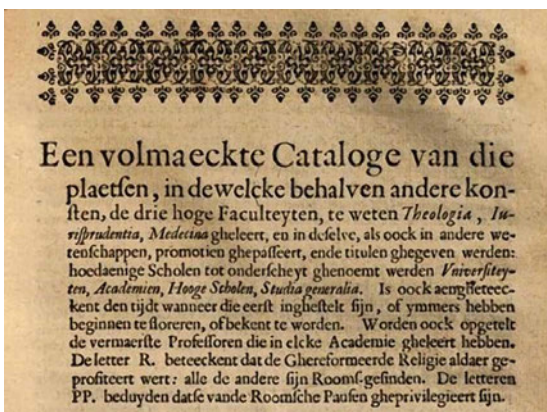 Een volmaeckte Cataloge van die
plaetsen, in dewelcke behalven andere kon-
sten, de drie hoge Faculteyten, te weten Theologia, Iu-
risprudentia, Medecina gheleert, en in deselve, als oock in andere we-
tenschappen, promotien ghepasseert, ende titulen ghegeven werden:
hoedaenige Scholen tot onderscheyt ghenoemt werden Vniversitey-
ten, Academien, Hooge Scholen, Studia generalia. Is oock aengheteec-
kent den tijdt wanneer die eerst inghestelt sijn, of ymmers hebben
beginnen te floreren, of bekent te worden. Worden oock opgetelt
de vermaerste Professoren die in elcke Academie gheleert hebben.
De letter R. beteeckent dat de Ghereformeerde Religie aldaer ge-
profiteert wert: alle de andere sijn Rooms-gesinden. De letteren
PP. beduyden datse vande Roomsche Pausen gheprivilegieert sijn.